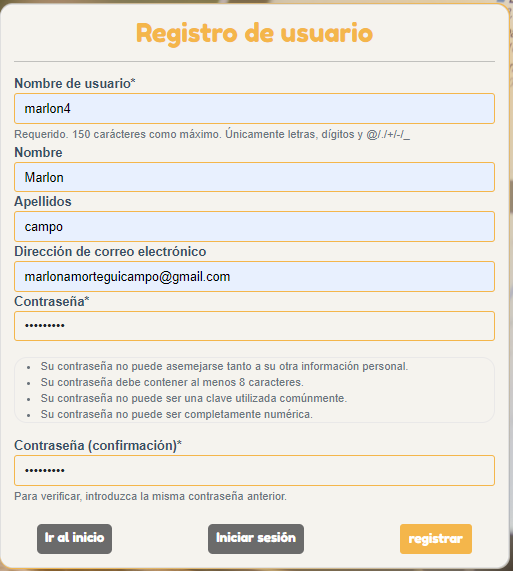 Registro de usuario
Nombre de usuario*
marlon4
Requerido. 150 carácteres como máximo. Únicamente letras, dígitos y @/./+/-/_
Nombre
Marlon
Apellidos
campo
Dirección de correo electrónico
marlonamorteguicampo@gmail.com
Contraseña*
•••••••••
• Su contraseña no puede asemejarse tanto a su otra información personal.
• Su contraseña debe contener al menos 8 caracteres.
• Su contraseña no puede ser una clave utilizada comúnmente.
• Su contraseña no puede ser completamente numérica.
Contraseña (confirmación)*
•••••••••
Para verificar, introduzca la misma contraseña anterior.
Ir al inicio Iniciar sesión registrar